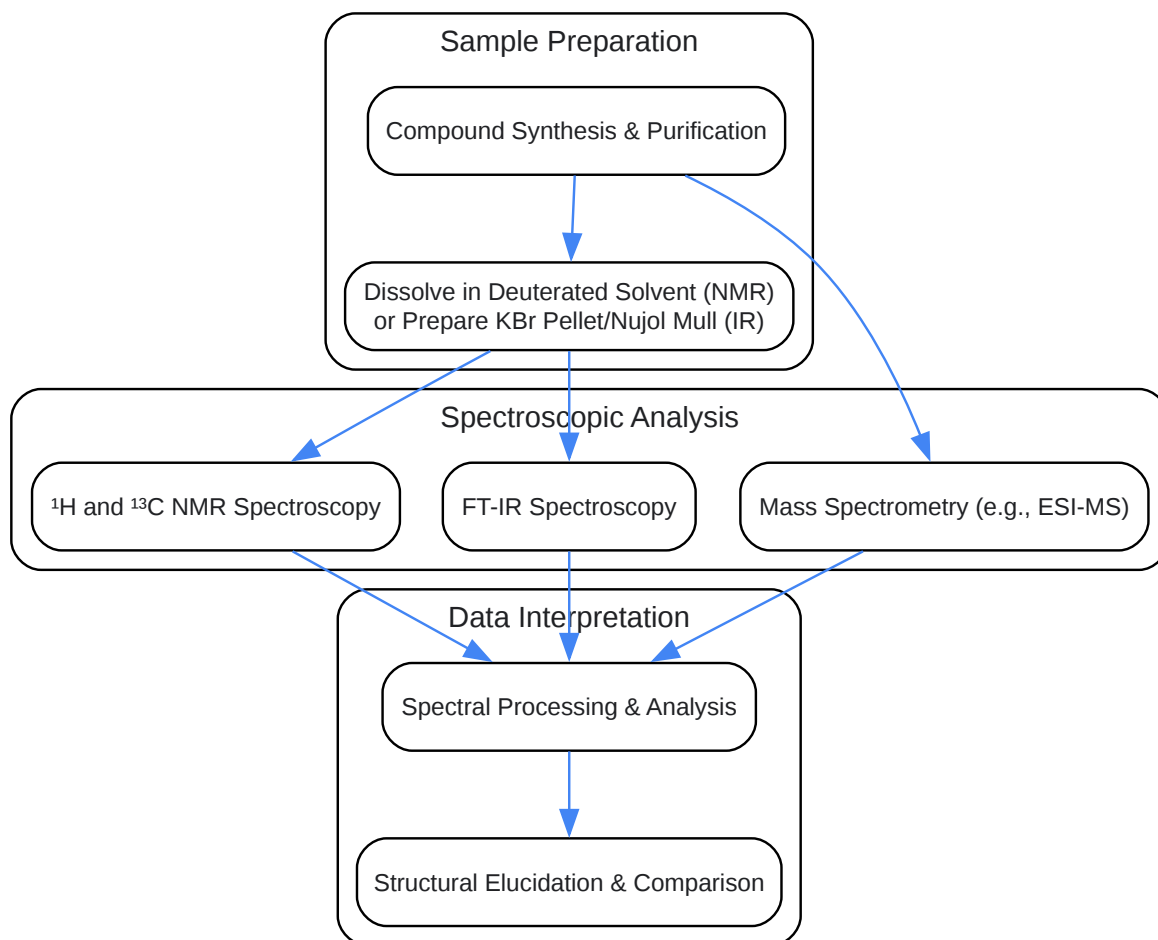 Sample Preparation
Compound Synthesis & Purification
Dissolve in Deuterated Solvent (NMR)
or Prepare KBr Pellet/Nujol Mull (IR)
Spectroscopic Analysis
¹H and ¹³C NMR Spectroscopy
FT-IR Spectroscopy
Mass Spectrometry (e.g., ESI-MS)
Data Interpretation
Spectral Processing & Analysis
Structural Elucidation & Comparison